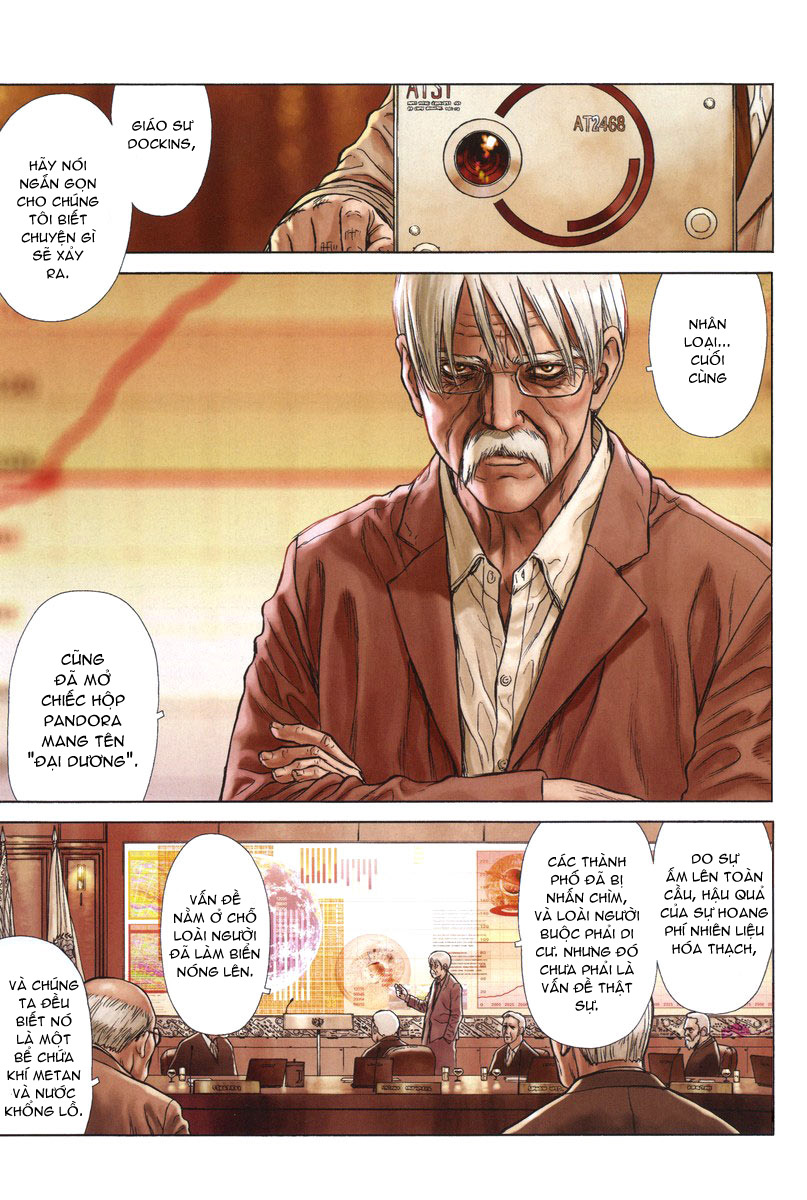 GIÁO SƯ
DOCKINS,
HÃY NÓI
NGẮN GỌN
CHO CHÚNG
TÔI BIẾT
CHUYỆN GÌ
SẼ XẢY
RA.
AT2468
NHÂN
LOẠI...
CUỐI
CÙNG
CŨNG
ĐÃ MỞ
CHIẾC HỘP
PANDORA
MANG TÊN
"ĐẠI DƯƠNG".
DO SỰ
ẤM LÊN TOÀN
CẦU, HẬU QUẢ
CỦA SỰ HOANG
PHÍ NHIÊN LIỆU
HÓA THẠCH,
CÁC THÀNH
PHỐ ĐÃ BỊ
NHẤN CHÌM,
VÀ LOÀI NGƯỜI
BUỘC PHẢI DI
CƯ. NHƯNG ĐÓ
CHƯA PHẢI LÀ
VẤN ĐỀ THẬT
SỰ.
VẤN ĐỀ
NẰM Ở CHỖ
LOÀI NGƯỜI
ĐÃ LÀM BIỂN
NÓNG LÊN.
VÀ CHÚNG
TA ĐỀU
BIẾT NÓ
LÀ MỘT
BỂ CHỨA
KHÍ METAN
VÀ NƯỚC
KHỔNG LỒ.